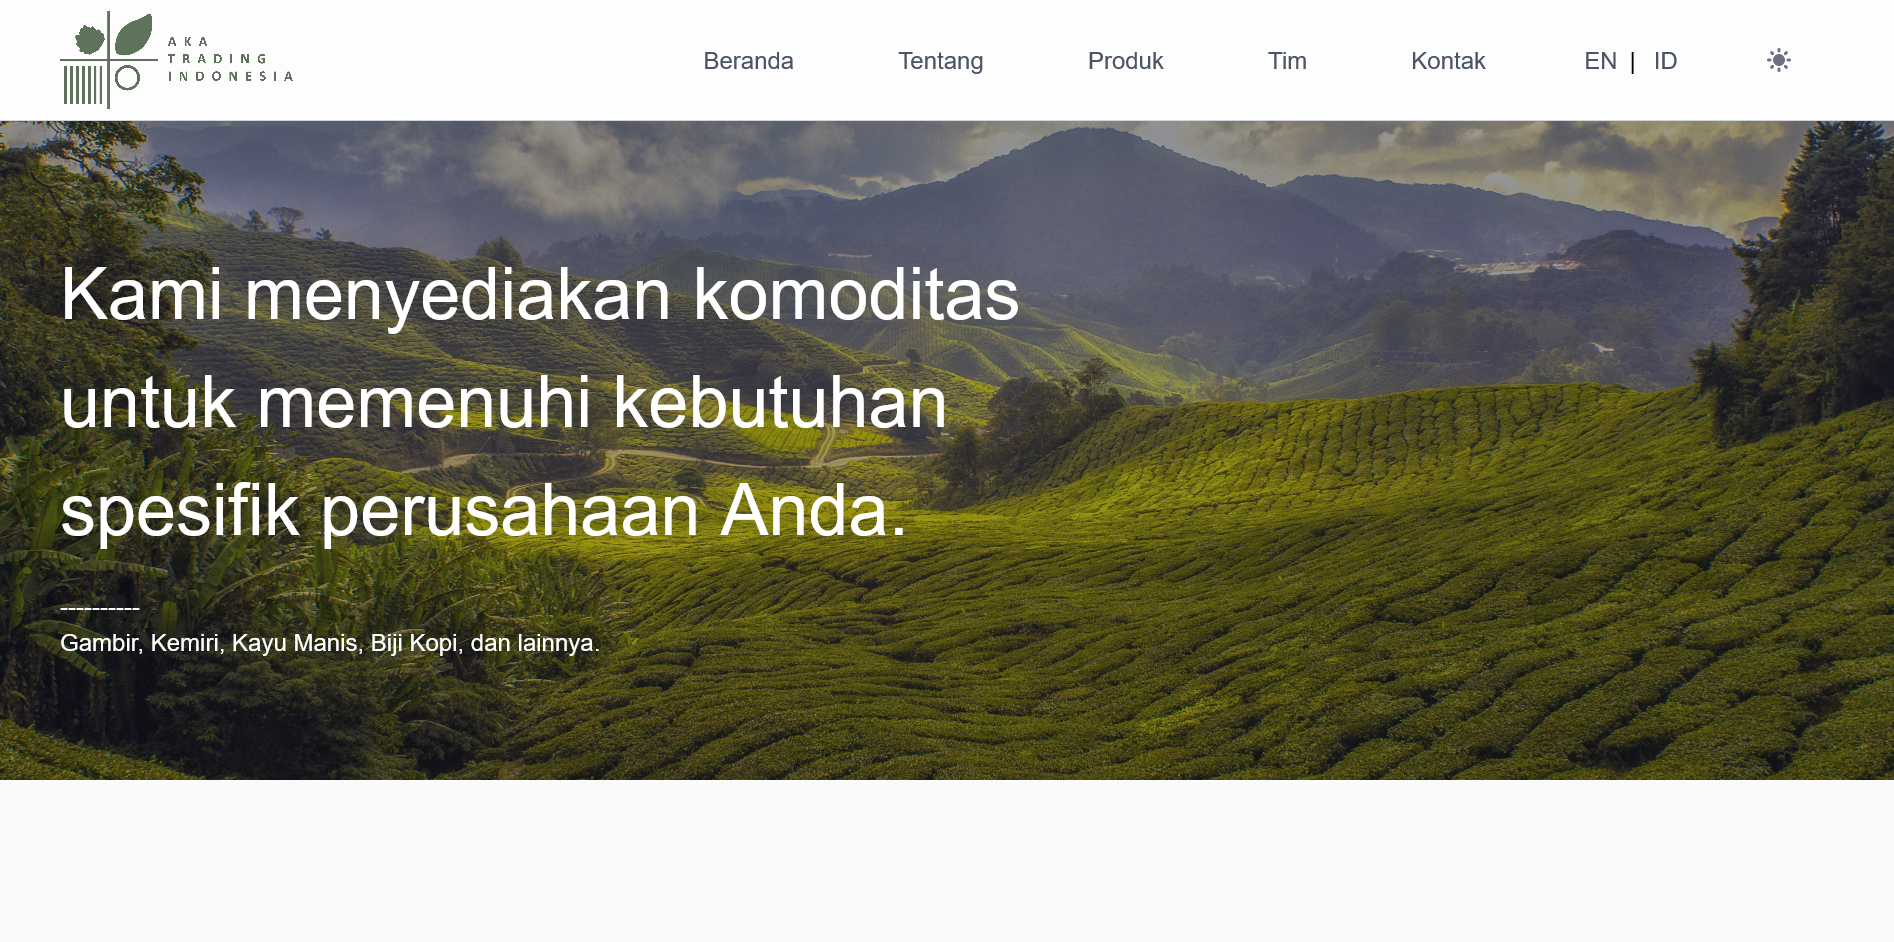 AKA
TRADING
INDONESIA
Beranda
Tentang
Produk
Tim
Kontak
EN | ID
Kami menyediakan komoditas
untuk memenuhi kebutuhan
spesifik perusahaan Anda.
----------
Gambir, Kemiri, Kayu Manis, Biji Kopi, dan lainnya.